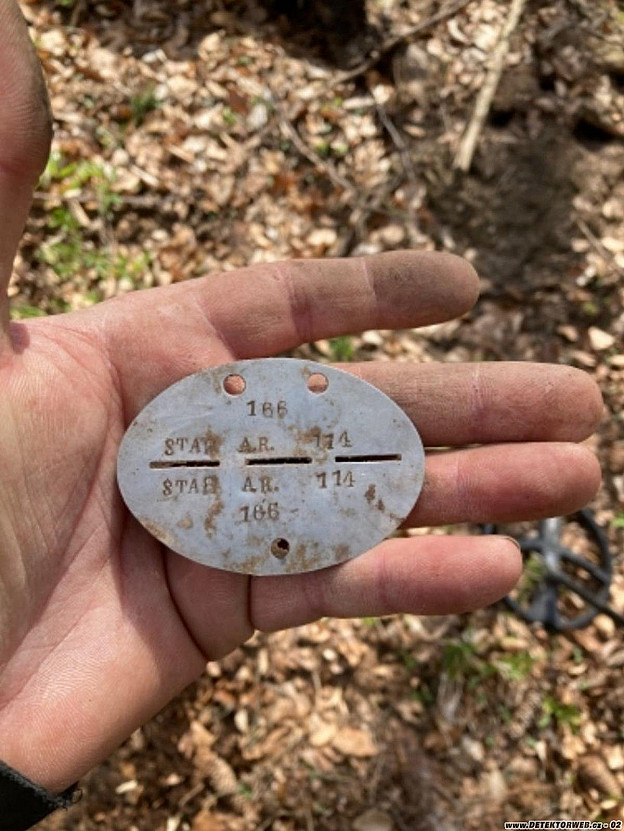 166
STAB A.R. 114
STAB A.R. 114
166
www.DETEKTORWEB.cz - 02